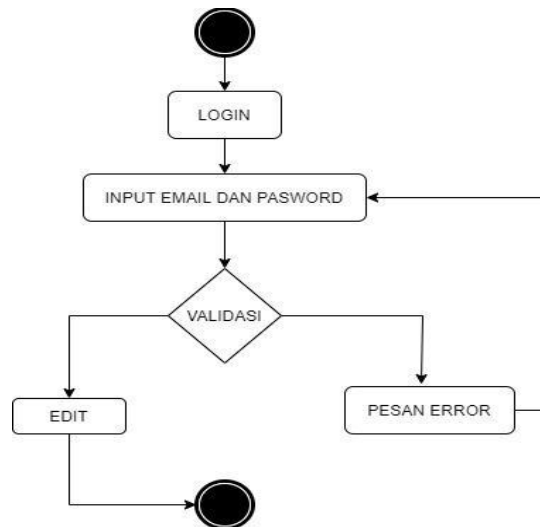 LOGIN
INPUT EMAIL DAN PASWORD
VALIDASI
EDIT
PESAN ERROR